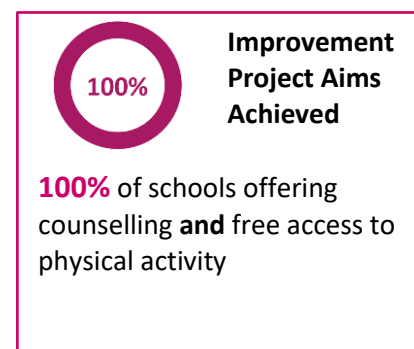 100%
Improvement
Project Aims
Achieved
100% of schools offering
counselling and free access to
physical activity